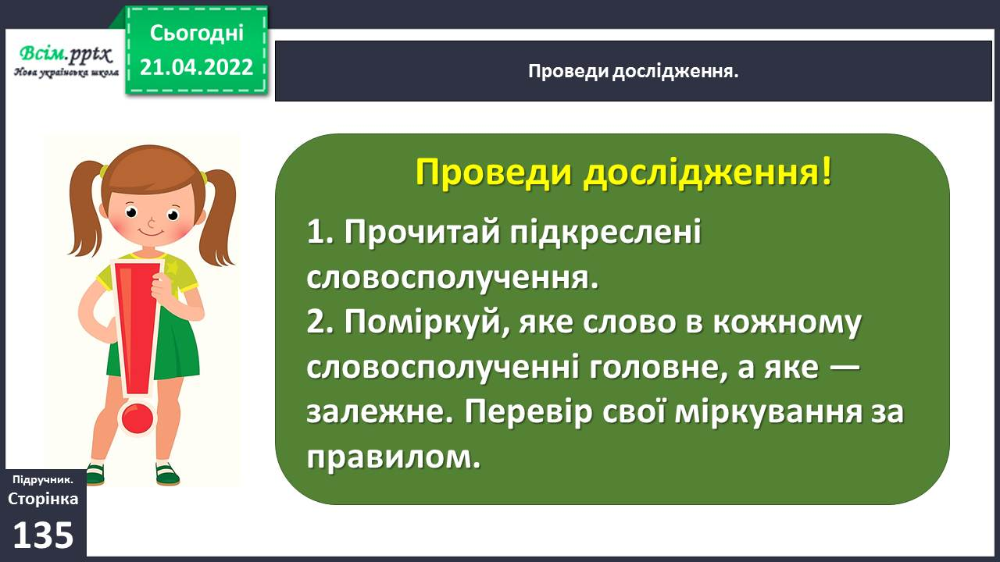 Сьогодні
21.04.2022
Всім.pptx
Нова українська школа
Проведи дослідження.
Проведи дослідження!
1. Прочитай підкреслені
словосполучення.
2. Поміркуй, яке слово в кожному
словосполученні головне, а яке —
залежне. Перевір свої міркування за
правилом.
Підручник.
Сторінка
135